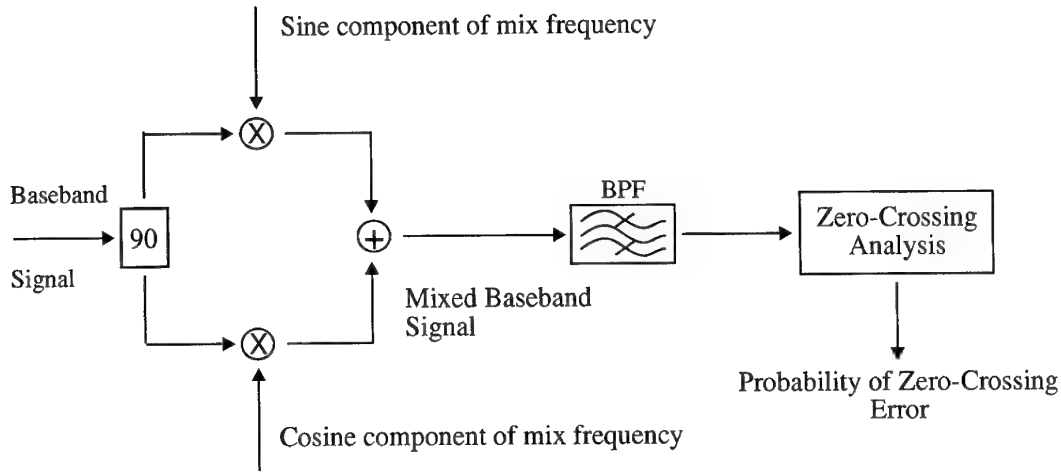 Sine component of mix frequency
X
Baseband
90
Signal
+
BPF
Zero-Crossing
Analysis
Mixed Baseband
Signal
X
Probability of Zero-Crossing
Error
Cosine component of mix frequency